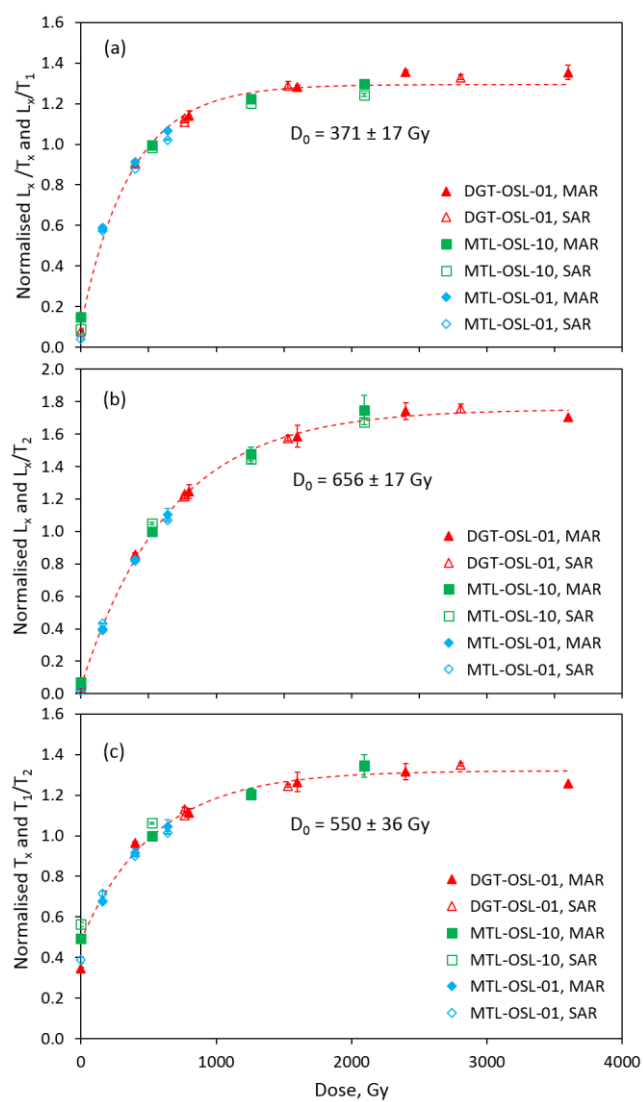 (a)
Normalised Lₓ/Tₓ and Lₓ/T₁
1.6
1.4
1.2
1.0
0.8
0.6
0.4
0.2
0.0
D₀ = 371 ± 17 Gy
DGT-OSL-01, MAR
DGT-OSL-01, SAR
MTL-OSL-10, MAR
MTL-OSL-10, SAR
MTL-OSL-01, MAR
MTL-OSL-01, SAR
(b)
Normalised Lₓ and Lₓ/T₂
2.0
1.8
1.6
1.4
1.2
1.0
0.8
0.6
0.4
0.2
0.0
D₀ = 656 ± 17 Gy
DGT-OSL-01, MAR
DGT-OSL-01, SAR
MTL-OSL-10, MAR
MTL-OSL-10, SAR
MTL-OSL-01, MAR
MTL-OSL-01, SAR
(c)
Normalised Tₓ and T₁/T₂
1.6
1.4
1.2
1.0
0.8
0.6
0.4
0.2
0.0
D₀ = 550 ± 36 Gy
DGT-OSL-01, MAR
DGT-OSL-01, SAR
MTL-OSL-10, MAR
MTL-OSL-10, SAR
MTL-OSL-01, MAR
MTL-OSL-01, SAR
0 1000 2000 3000 4000
Dose, Gy